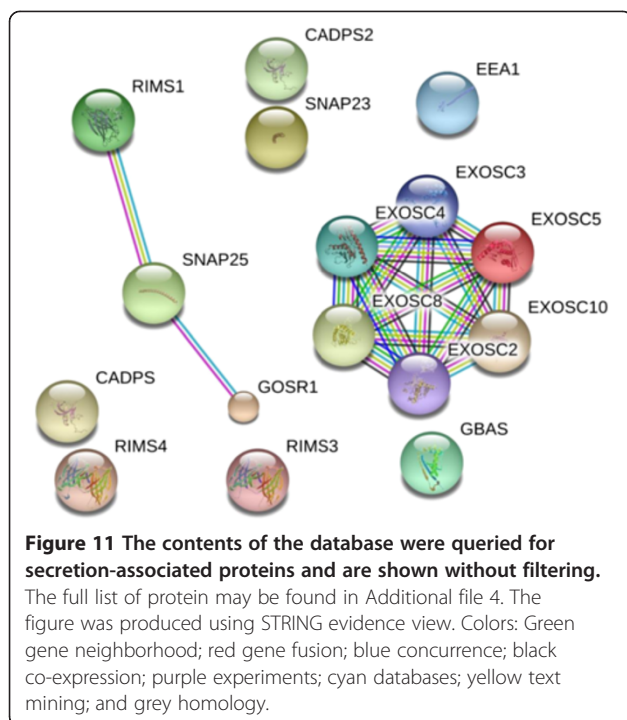 CADPS2
RIMS1
EEA1
SNAP23
EXOSC3
EXOSC4
EXOSC5
SNAP25
EXOSC8
EXOSC10
EXOSC2
CADPS
GOSR1
RIMS4
RIMS3
GBAS
Figure 11 The contents of the database were queried for
secretion-associated proteins and are shown without filtering.
The full list of protein may be found in Additional file 4. The
figure was produced using STRING evidence view. Colors: Green
gene neighborhood; red gene fusion; blue concurrence; black
co-expression; purple experiments; cyan databases; yellow text
mining; and grey homology.